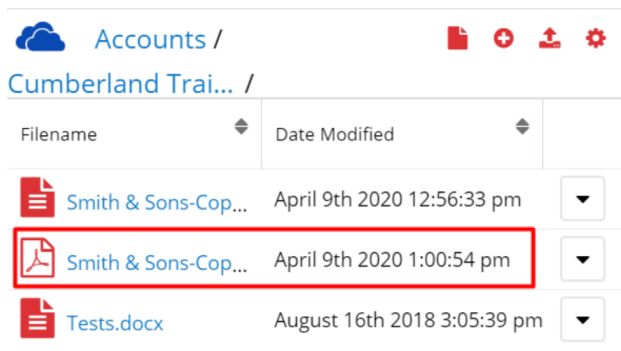 Accounts /
Cumberland Trai... /
Filename Date Modified
Smith & Sons-Cop... April 9th 2020 12:56:33 pm
Smith & Sons-Cop... April 9th 2020 1:00:54 pm
Tests.docx August 16th 2018 3:05:39 pm